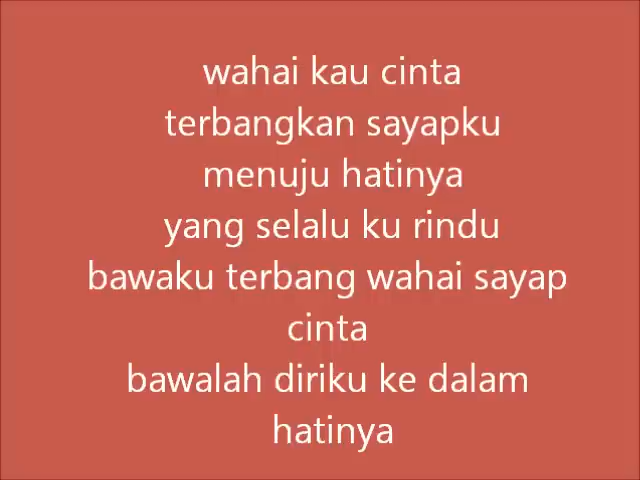 wahai kau cinta
terbangkan sayapku
menuju hatinya
yang selalu ku rindu
bawaku terbang wahai sayap
cinta
bawalah diriku ke dalam
hatinya